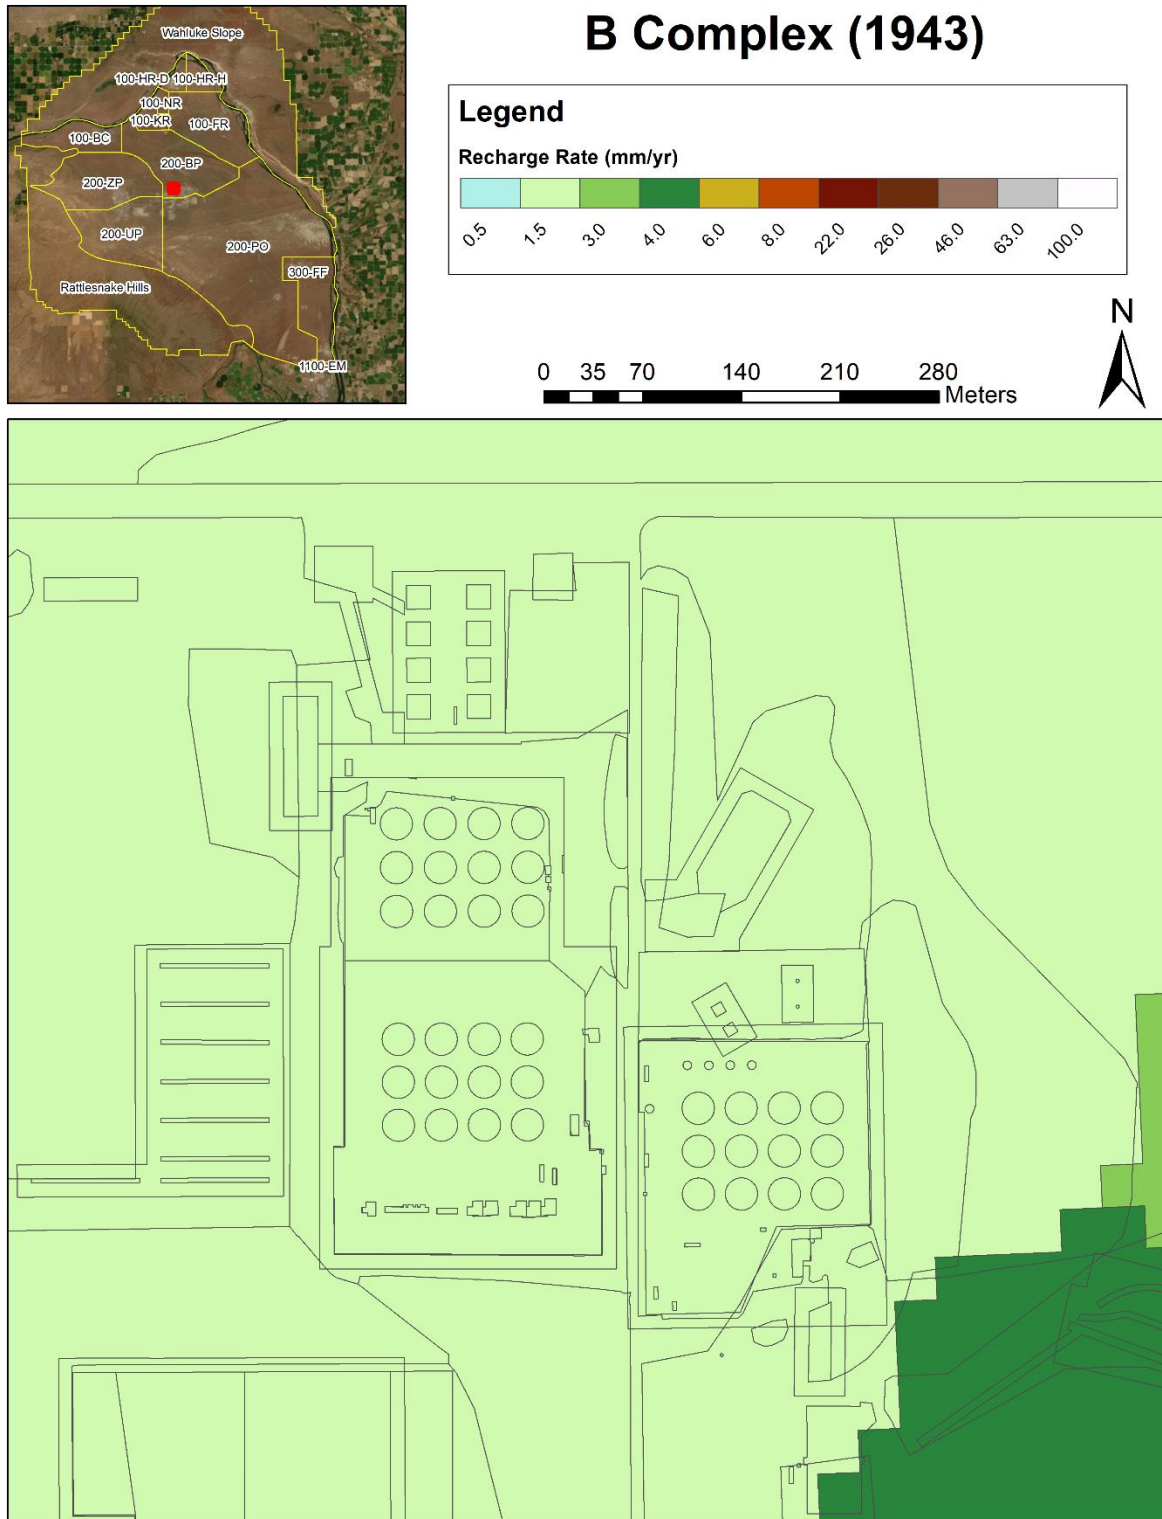 B Complex (1943)
Wahluke Slope
100-HR-D
100-HR-H
100-NR
100-KR
100-FR
100-BC
200-BP
200-ZP
200-UP
200-PO
300-FF
Rattlesnake Hills
1100-EM
Legend
Recharge Rate (mm/yr)
0.5 1.5 3.0 4.0 6.0 8.0 22.0 26.0 46.0 63.0 100.0
N
0 35 70 140 210 280
Meters